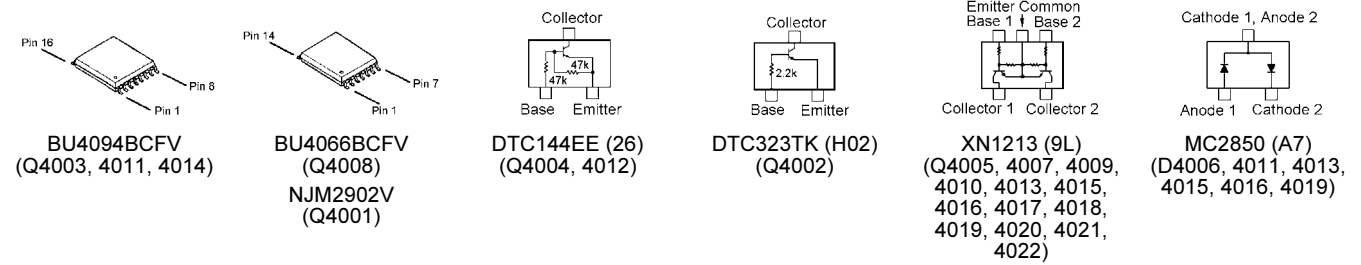 Pin 16
Pin 8
Pin 1
BU4094BCFV
(Q4003, 4011, 4014)
Pin 14
Pin 7
Pin 1
BU4066BCFV
(Q4008)
NJM2902V
(Q4001)
Collector
47k
47k
Base Emitter
DTC144EE (26)
(Q4004, 4012)
Collector
2.2k
Base Emitter
DTC323TK (H02)
(Q4002)
Emitter Common
Base 1 Base 2
Collector 1 Collector 2
XN1213 (9L)
(Q4005, 4007, 4009,
4010, 4013, 4015,
4016, 4017, 4018,
4019, 4020, 4021,
4022)
Cathode 1, Anode 2
Anode 1 Cathode 2
MC2850 (A7)
(D4006, 4011, 4013,
4015, 4016, 4019)